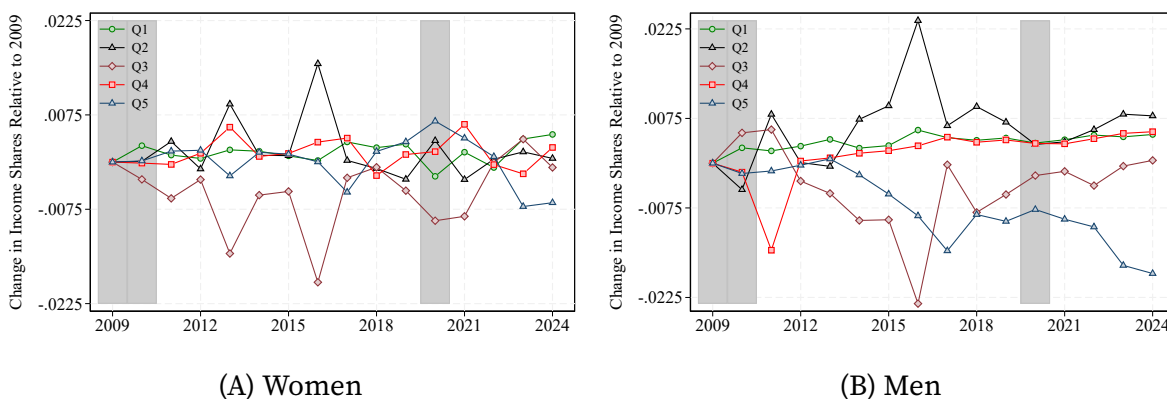 Change in Income Shares Relative to 2009
.0225
.0075
-.0075
-.0225
Q1
Q2
Q3
Q4
Q5
2009 2012 2015 2018 2021 2024
(A) Women
Change in Income Shares Relative to 2009
.0225
.0075
-.0075
-.0225
Q1
Q2
Q3
Q4
Q5
2009 2012 2015 2018 2021 2024
(B) Men